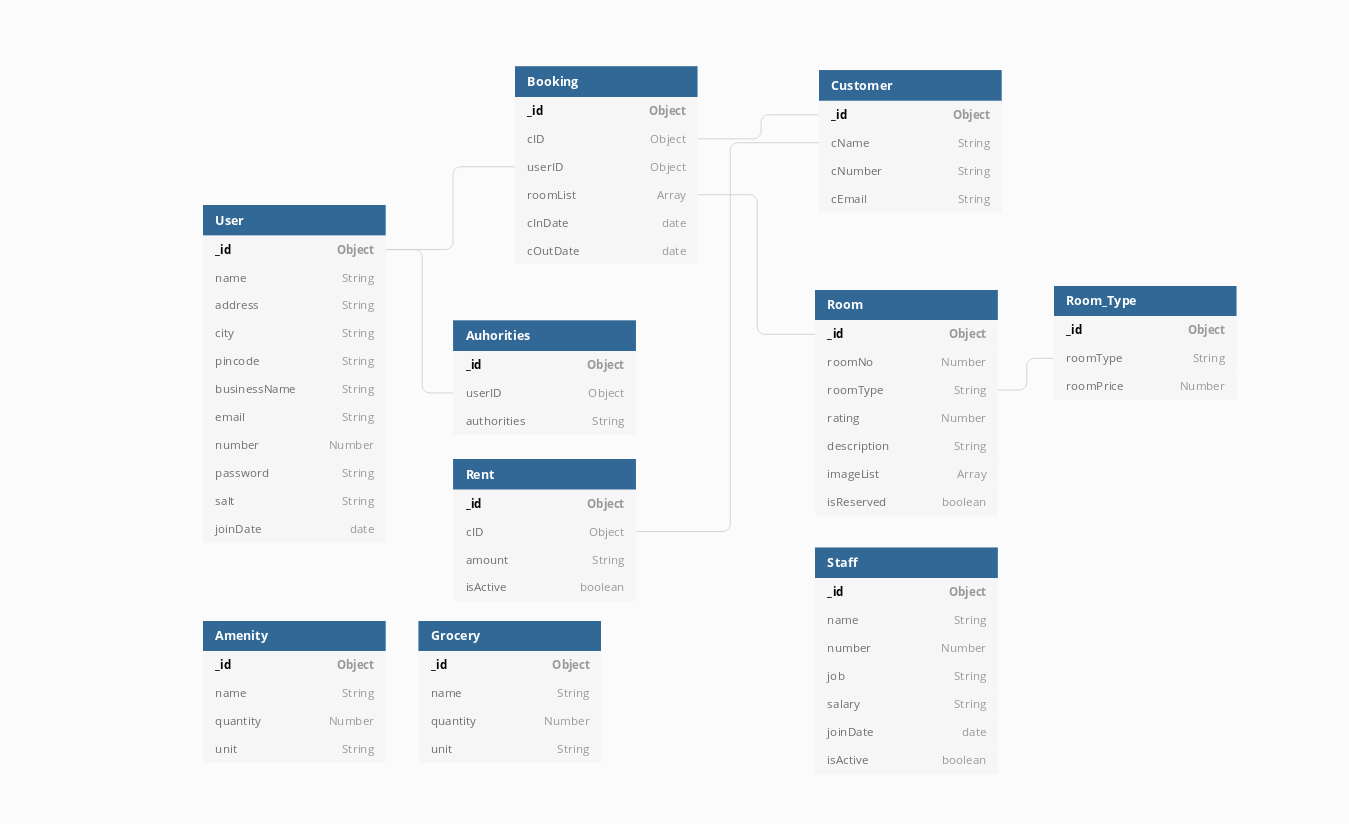 Booking
_id Object
cID Object
userID Object
roomList Array
cInDate date
cOutDate date
Customer
_id Object
cName String
cNumber String
cEmail String
User
_id Object
name String
address String
city String
pincode String
businessName String
email String
number Number
password String
salt String
joinDate date
Auhorities
_id Object
userID Object
authorities String
Room
_id Object
roomNo Number
roomType String
rating Number
description String
imageList Array
isReserved boolean
Room_Type
_id Object
roomType String
roomPrice Number
Rent
_id Object
cID Object
amount String
isActive boolean
Staff
_id Object
name String
number Number
job String
salary String
joinDate date
isActive boolean
Amenity
_id Object
name String
quantity Number
unit String
Grocery
_id Object
name String
quantity Number
unit String